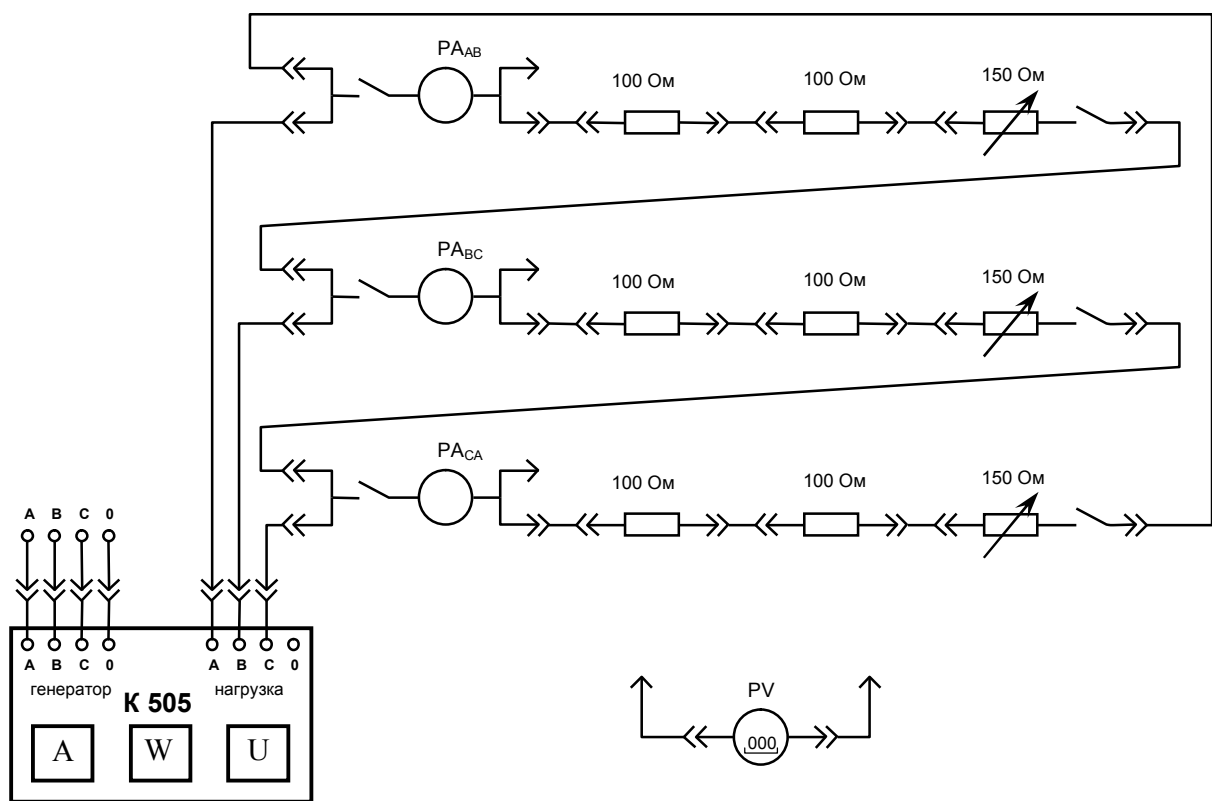 PA_AB
100 Ом 100 Ом 150 Ом
PA_BC
100 Ом 100 Ом 150 Ом
PA_CA
100 Ом 100 Ом 150 Ом
A B C 0
A B C 0 A B C 0
генератор К 505 нагрузка
A W U
PV
000